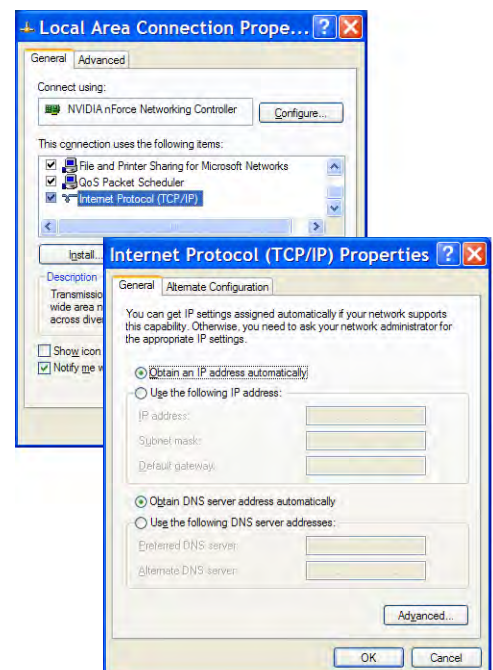 Local Area Connection Prope...
General Advanced
Connect using:
NVIDIA nForce Networking Controller Configure...
This connection uses the following items:
File and Printer Sharing for Microsoft Networks
QoS Packet Scheduler
Internet Protocol (TCP/IP)
Install...
Description
Transmissio
wide area n
across dive
Show icon
Notify me w
Internet Protocol (TCP/IP) Properties
General Alternate Configuration
You can get IP settings assigned automatically if your network supports
this capability. Otherwise, you need to ask your network administrator for
the appropriate IP settings.
Obtain an IP address automatically
Use the following IP address:
IP address:
Subnet mask:
Default gateway:
Obtain DNS server address automatically
Use the following DNS server addresses:
Preferred DNS server:
Alternate DNS server:
Advanced...
OK Cancel